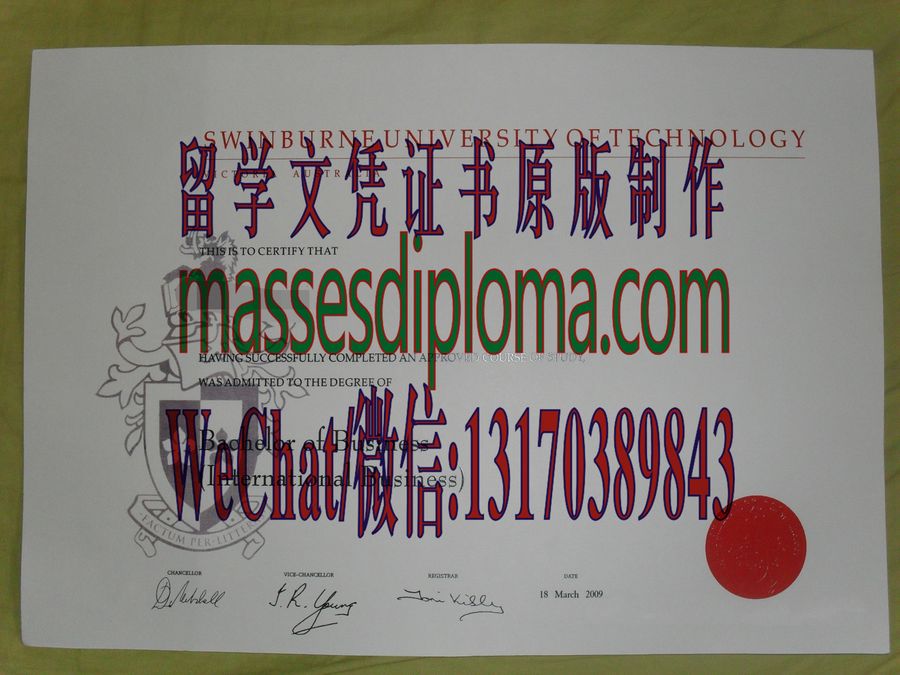 SWINBURNE UNIVERSITY OF TECHNOLOGY
VICTORIA AUSTRALIA
留学文凭证书原版制作
THIS IS TO CERTIFY THAT
massesdiploma.com
HAVING SUCCESSFULLY COMPLETED AN APPROVED COURSE OF STUDY,
WAS ADMITTED TO THE DEGREE OF
Bachelor of Business
(International Business)
WeChat/微信:13170389843
FACTUM PER LITTERAS
CHANCELLOR VICE-CHANCELLOR REGISTRAR DATE
18 March 2009